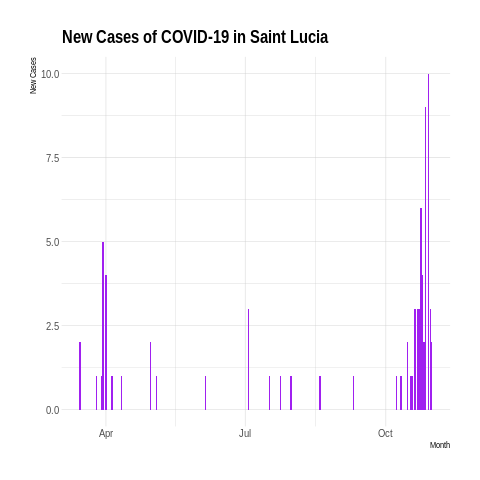 New Cases of COVID-19 in Saint Lucia
New Cases
10.0
7.5
5.0
2.5
0.0
Apr Jul Oct
Month